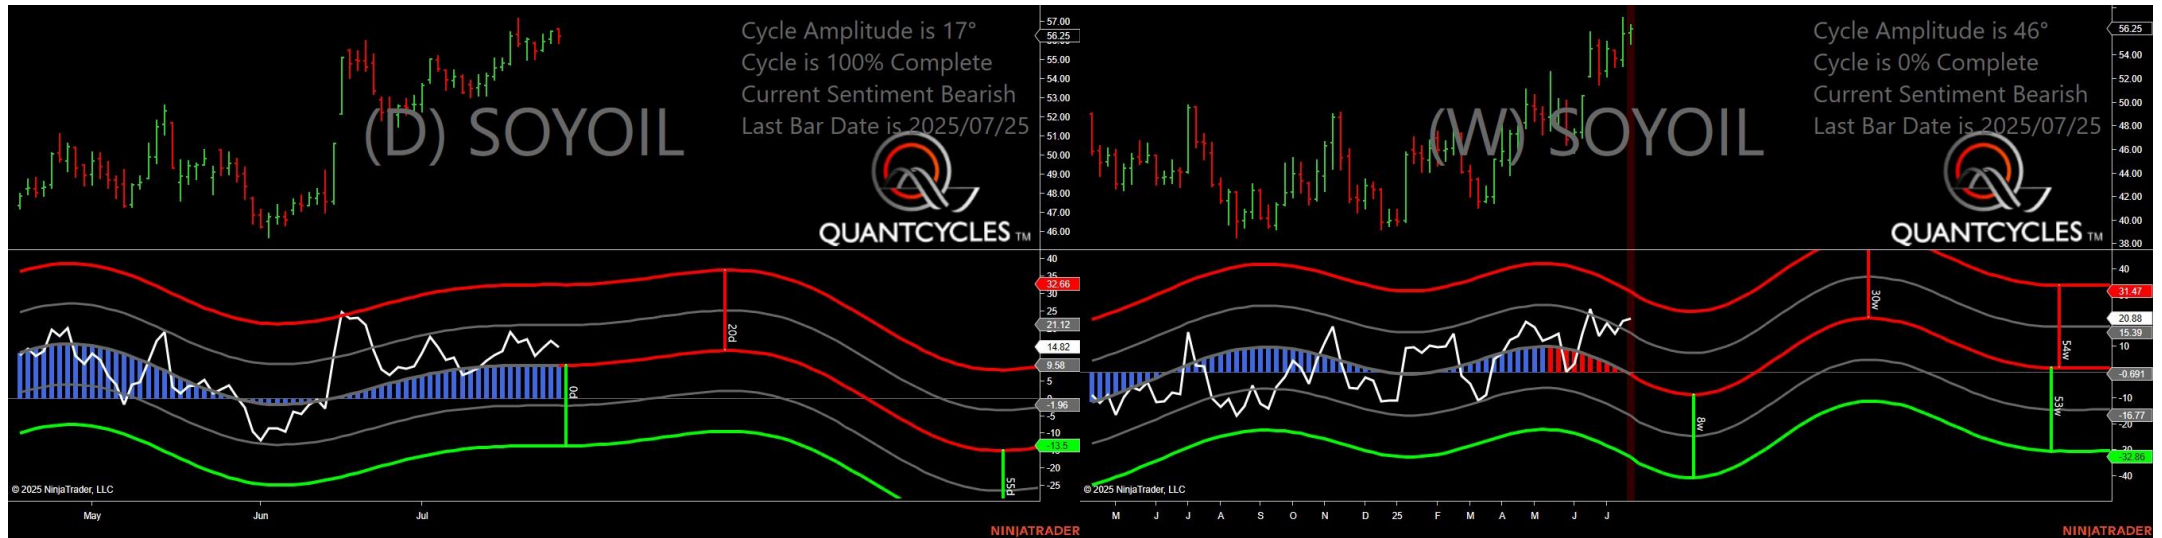 Cycle Amplitude is 17°
Cycle is 100% Complete
Current Sentiment Bearish
Last Bar Date is 2025/07/25
(D) SOYOIL
QUANTCYCLES TM
57.00
56.25
55.00
54.00
53.00
52.00
51.00
50.00
49.00
48.00
47.00
46.00
40
35
32.66
30
25
21.12
14.82
9.58
5
-1.96
-5
-10
-13.5
-20
-25
20d
0d
55d
© 2025 NinjaTrader, LLC
May
Jun
Jul
NINJATRADER
Cycle Amplitude is 46°
Cycle is 0% Complete
Current Sentiment Bearish
Last Bar Date is 2025/07/25
(W) SOYOIL
QUANTCYCLES TM
56.25
54.00
52.00
50.00
48.00
46.00
44.00
42.00
40.00
38.00
40
31.47
20.88
15.39
10
-0.691
-10
-16.77
-32.86
-40
30w
54w
8w
53w
© 2025 NinjaTrader, LLC
M
J
J
A
S
O
N
D
25
F
M
A
M
J
J
NINJATRADER